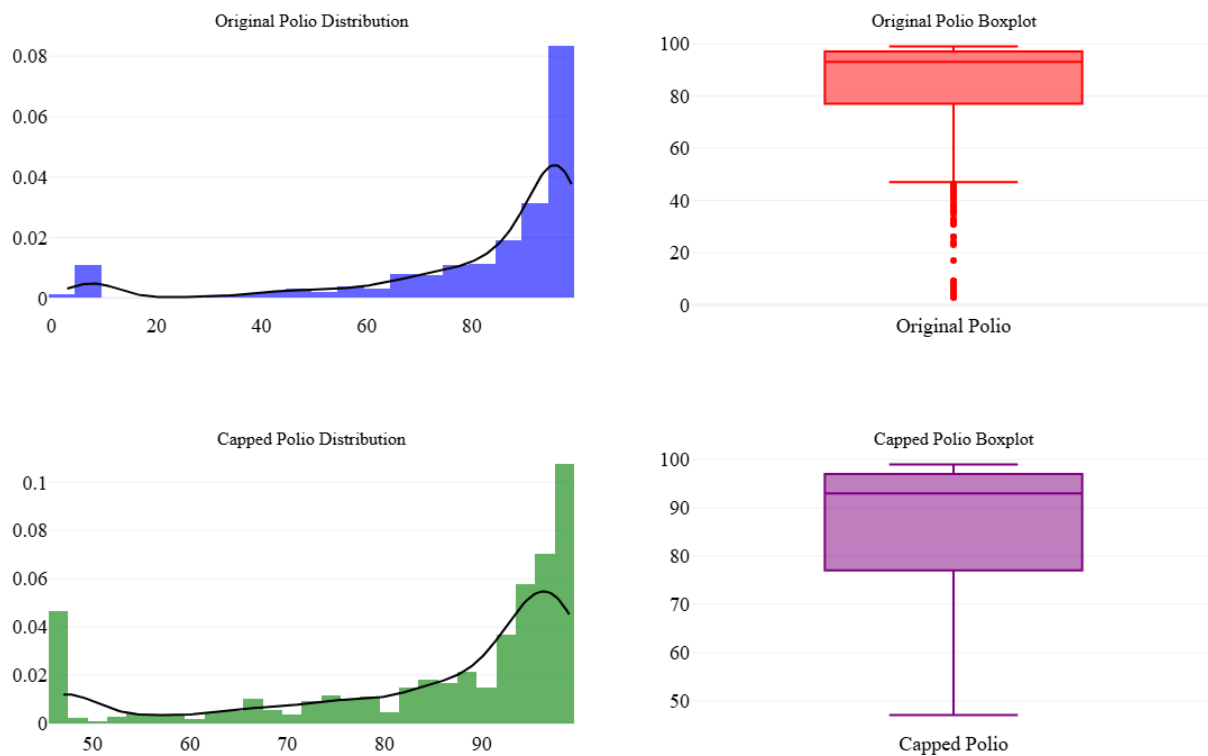 Original Polio Distribution
0.08
0.06
0.04
0.02
0
0 20 40 60 80
Original Polio Boxplot
100
80
60
40
20
0
Original Polio
Capped Polio Distribution
0.1
0.08
0.06
0.04
0.02
0
50 60 70 80 90
Capped Polio Boxplot
100
90
80
70
60
50
Capped Polio